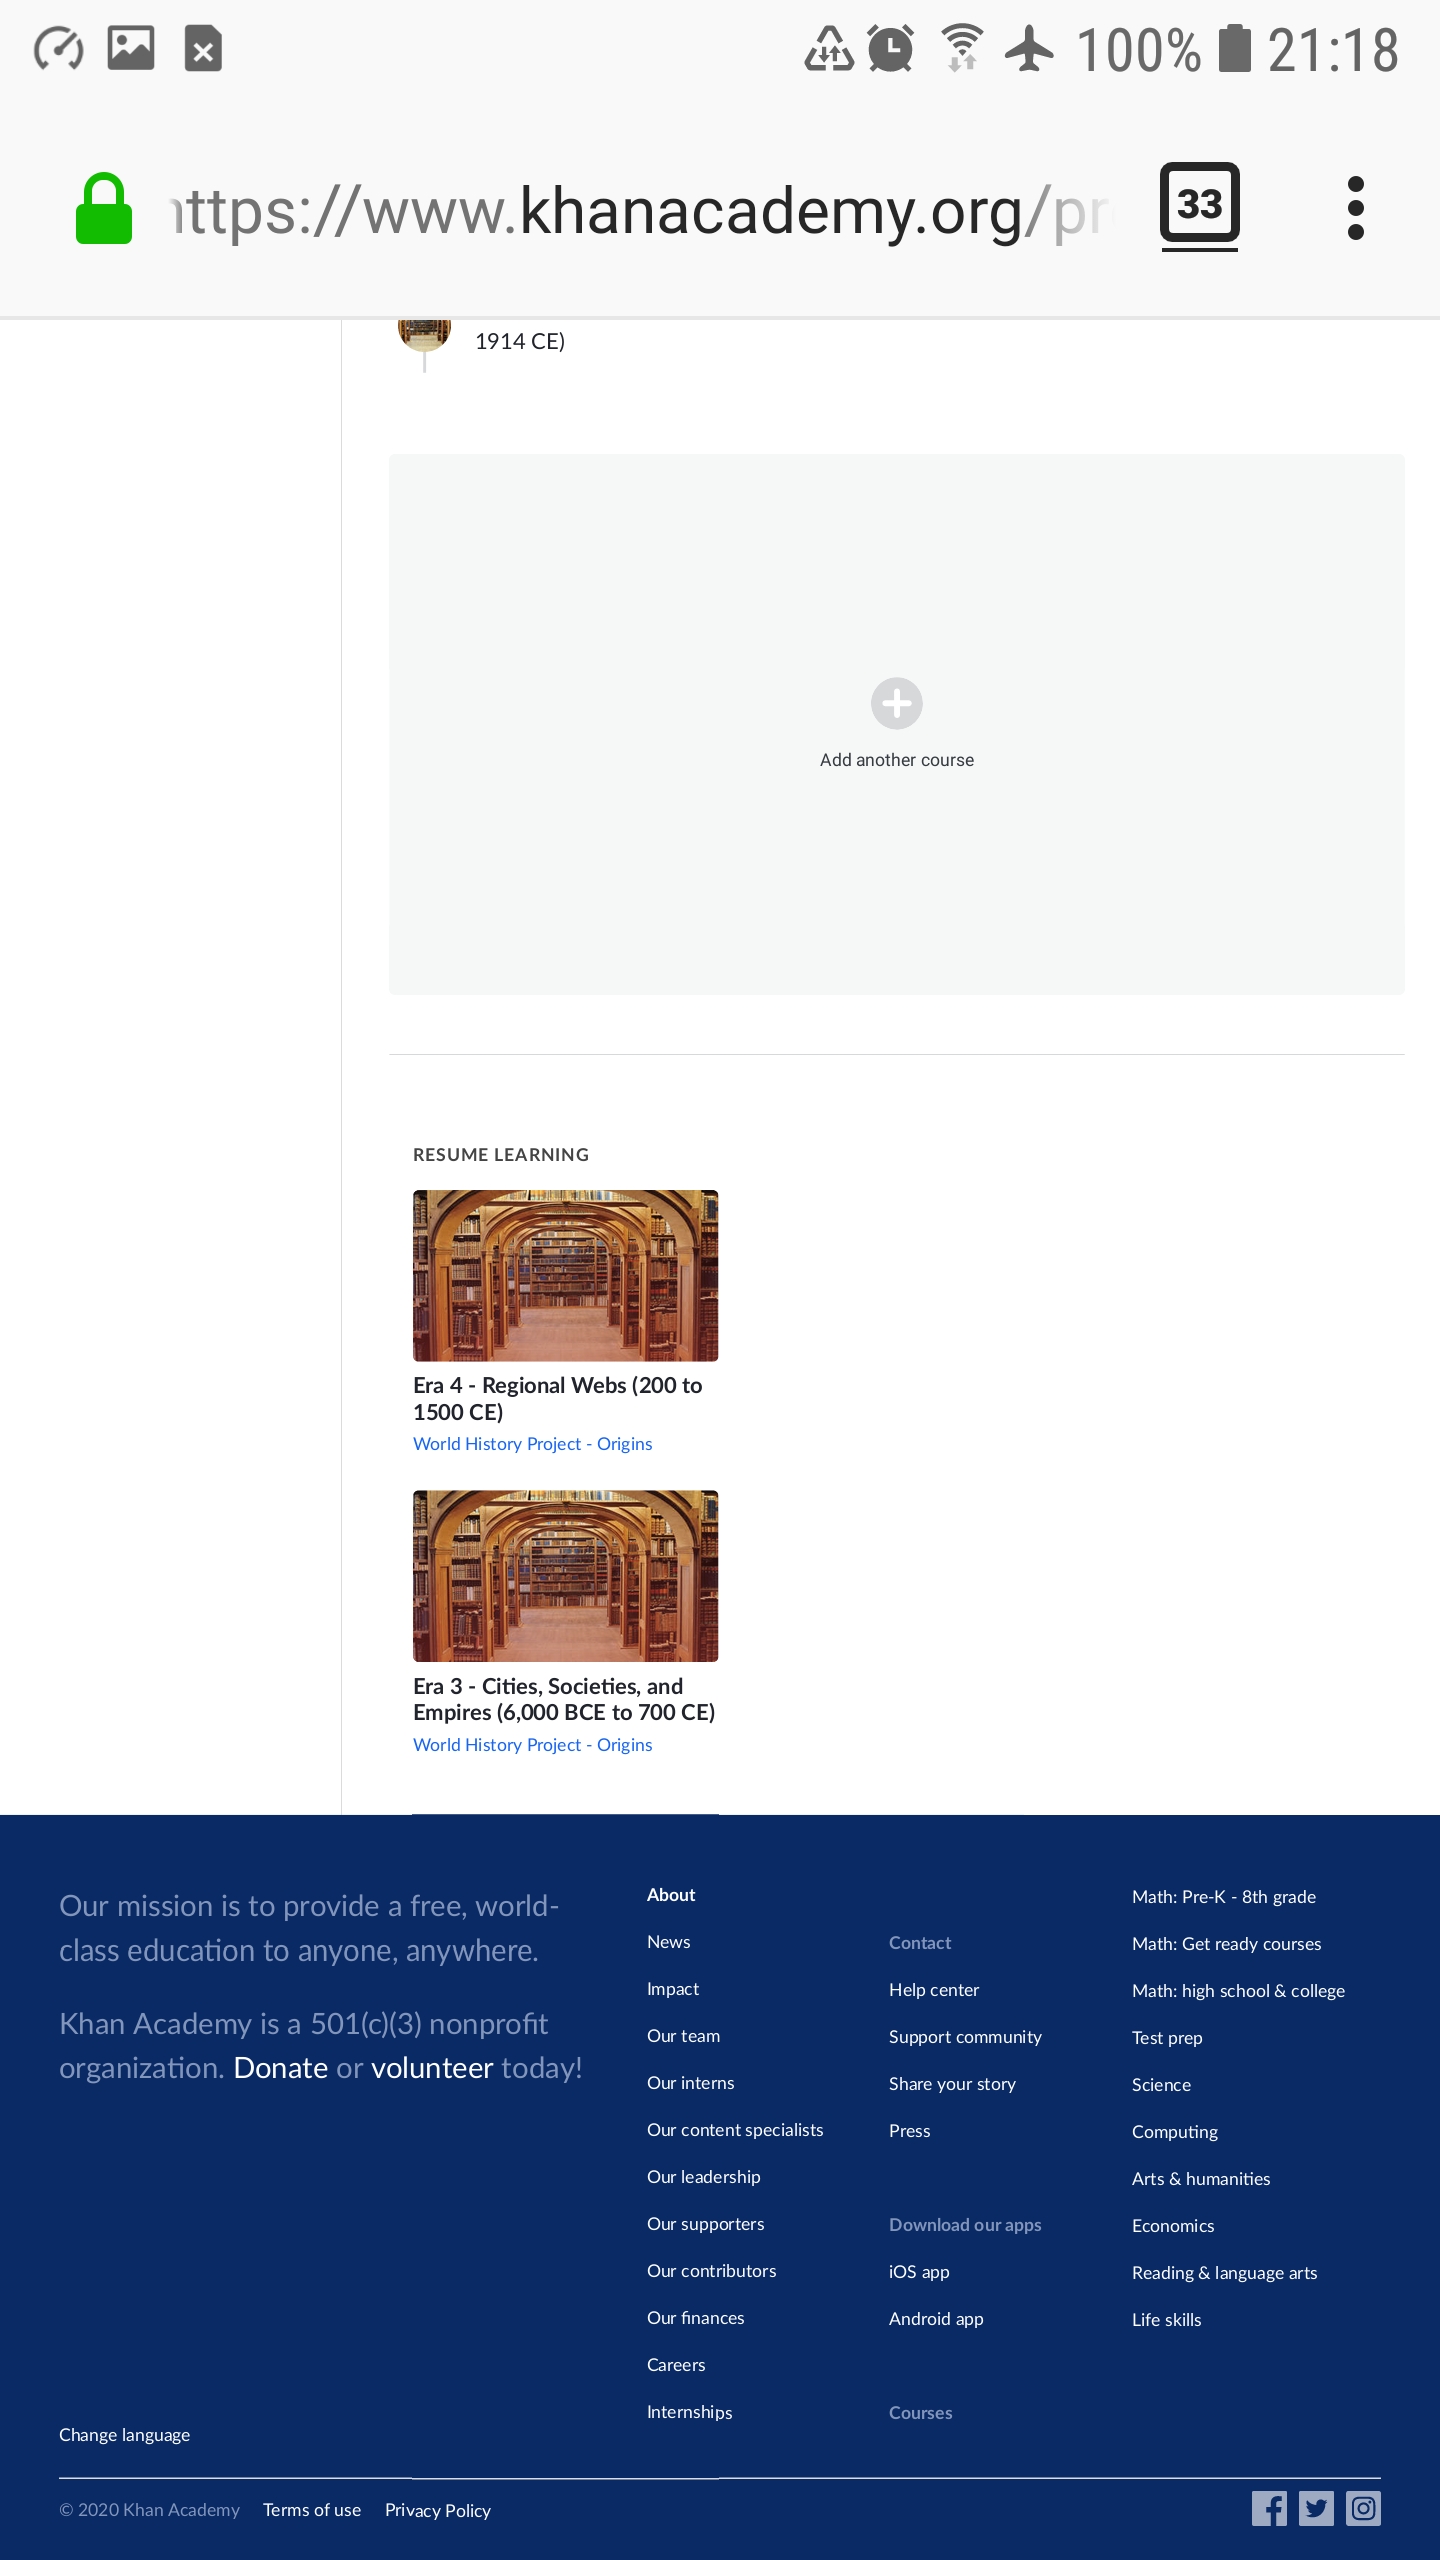 100% 21:18
https://www.khanacademy.org/pr
33
1914 CE)
Add another course
RESUME LEARNING
Era 4 - Regional Webs (200 to
1500 CE)
World History Project - Origins
Era 3 - Cities, Societies, and
Empires (6,000 BCE to 700 CE)
World History Project - Origins
Our mission is to provide a free, world-
class education to anyone, anywhere.
Khan Academy is a 501(c)(3) nonprofit
organization. Donate or volunteer today!
Change language
About
News
Impact
Our team
Our interns
Our content specialists
Our leadership
Our supporters
Our contributors
Our finances
Careers
Internships
Contact
Help center
Support community
Share your story
Press
Download our apps
iOS app
Android app
Courses
Math: Pre-K - 8th grade
Math: Get ready courses
Math: high school & college
Test prep
Science
Computing
Arts & humanities
Economics
Reading & language arts
Life skills
© 2020 Khan Academy Terms of use Privacy Policy